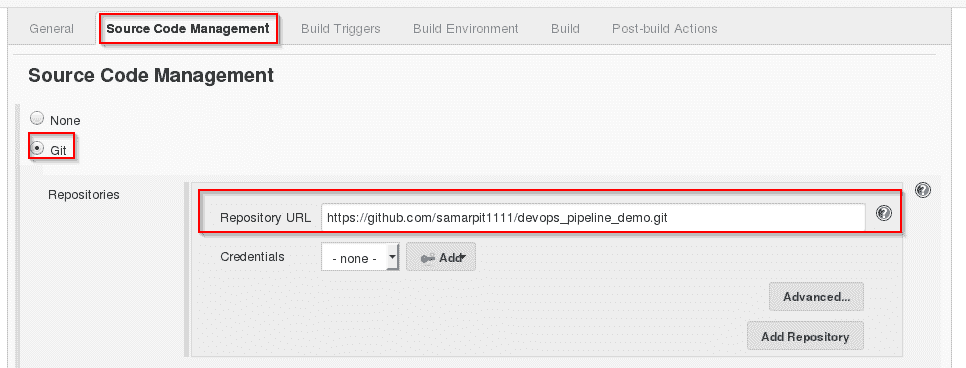 General Source Code Management Build Triggers Build Environment Build Post-build Actions
Source Code Management
None
Git
Repositories
Repository URL https://github.com/samarpit1111/devops_pipeline_demo.git
Credentials - none - Add
Advanced...
Add Repository